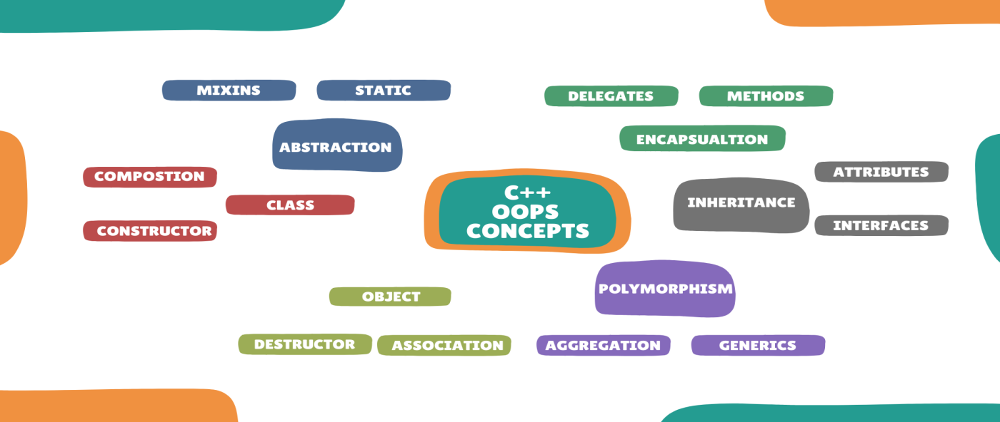 MIXINS
STATIC
DELEGATES
METHODS
ABSTRACTION
ENCAPSUALTION
COMPOSTION
CLASS
CONSTRUCTOR
C++
OOPS
CONCEPTS
INHERITANCE
ATTRIBUTES
INTERFACES
OBJECT
DESTRUCTOR
ASSOCIATION
POLYMORPHISM
AGGREGATION
GENERICS